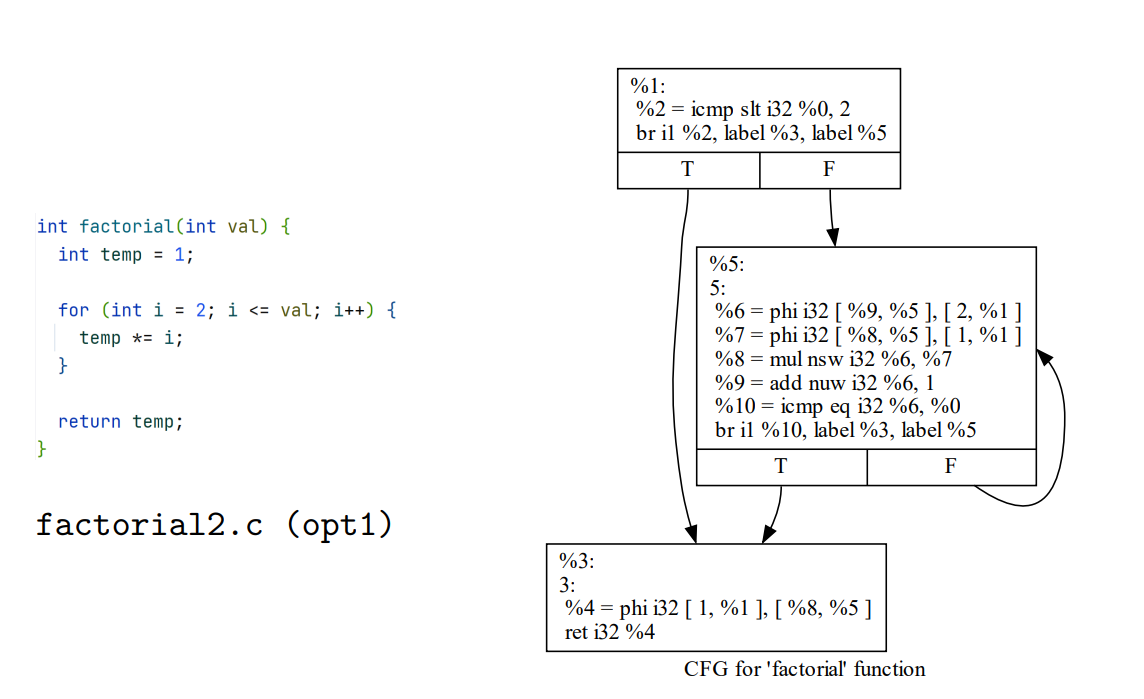 int factorial(int val) {
int temp = 1;
for (int i = 2; i <= val; i++) {
temp *= i;
}
return temp;
}
factorial2.c (opt1)
%1:
%2 = icmp slt i32 %0, 2
br i1 %2, label %3, label %5
T F
%5:
5:
%6 = phi i32 [ %9, %5 ], [ 2, %1 ]
%7 = phi i32 [ %8, %5 ], [ 1, %1 ]
%8 = mul nsw i32 %6, %7
%9 = add nuw i32 %6, 1
%10 = icmp eq i32 %6, %0
br i1 %10, label %3, label %5
T F
%3:
3:
%4 = phi i32 [ 1, %1 ], [ %8, %5 ]
ret i32 %4
CFG for 'factorial' function